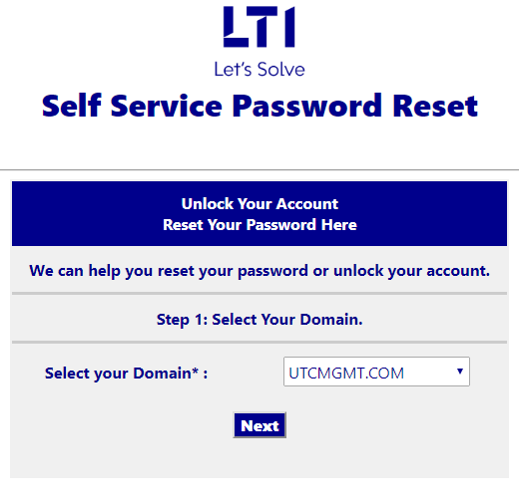 LTI
Let's Solve
Self Service Password Reset
Unlock Your Account
Reset Your Password Here
We can help you reset your password or unlock your account.
Step 1: Select Your Domain.
Select your Domain* : UTCMGMT.COM
Next